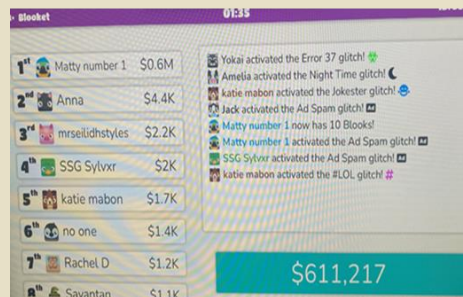 Blooket
01:35
1st Matty number 1 $0.6M
2nd Anna $4.4K
3rd mrseilidhstyles $2.2K
4th SSG Sylvxr $2K
5th katie mabon $1.7K
6th no one $1.4K
7th Rachel D $1.2K
8th Savantan $1.1K
Yokai activated the Error 37 glitch!
Amelia activated the Night Time glitch!
katie mabon activated the Jokester glitch!
Jack activated the Ad Spam glitch! Ad
Matty number 1 now has 10 Blooks!
Matty number 1 activated the Ad Spam glitch! Ad
SSG Sylvxr activated the Ad Spam glitch! Ad
katie mabon activated the #LOL glitch! #
$611,217